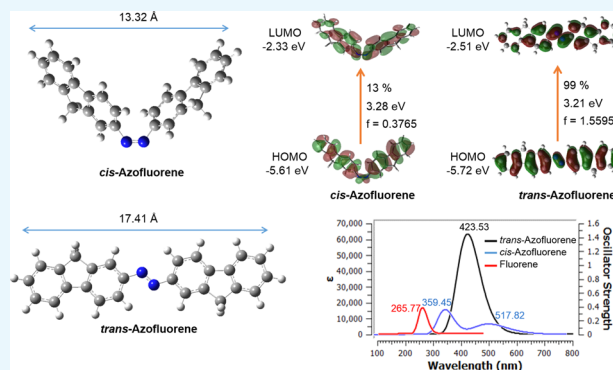 13.32 Å
cis-Azofluorene
17.41 Å
trans-Azofluorene
LUMO
-2.33 eV
13 %
3.28 eV
f = 0.3765
HOMO
-5.61 eV
cis-Azofluorene
LUMO
-2.51 eV
99 %
3.21 eV
f = 1.5595
HOMO
-5.72 eV
trans-Azofluorene
423.53
trans-Azofluorene
cis-Azofluorene
Fluorene
265.77
359.45
517.82
70,000
60,000
50,000
40,000
30,000
20,000
10,000
0
ε
1.6
1.4
1.2
1
0.8
0.6
0.4
0.2
0
Oscillator Strength
100 200 300 400 500 600 700 800
Wavelength (nm)